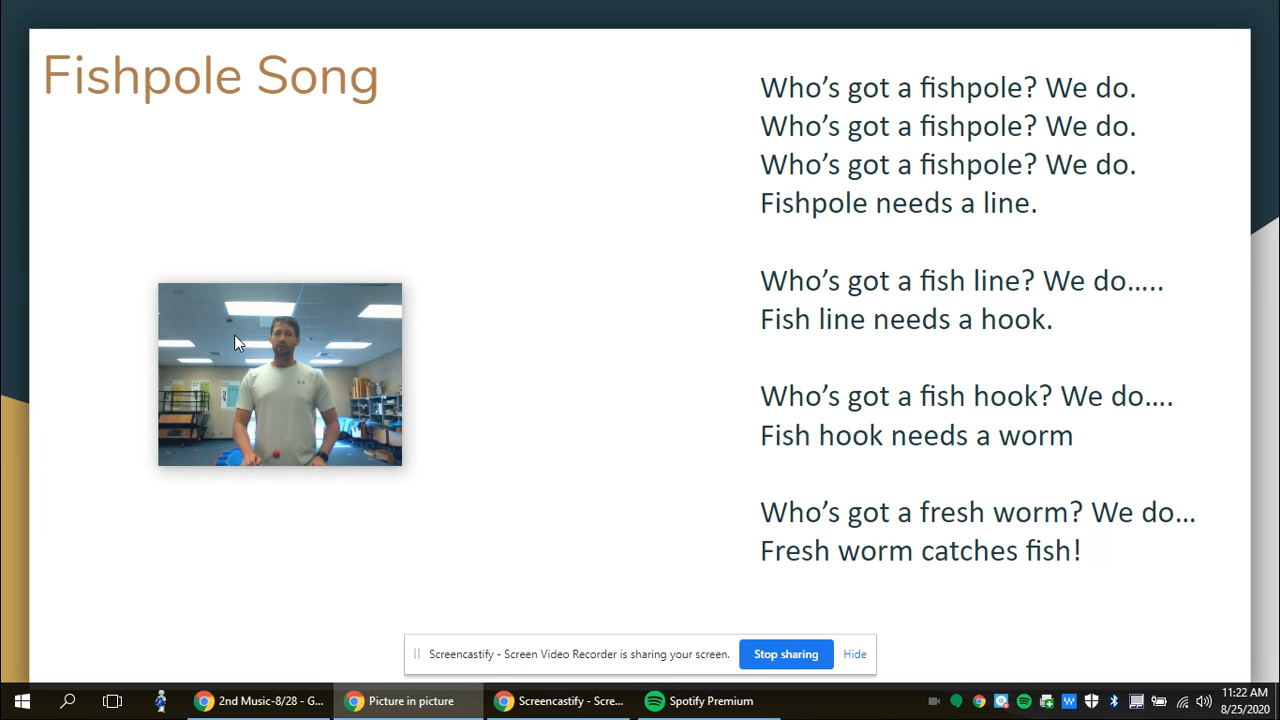 Fishpole Song
Who's got a fishpole? We do.
Who's got a fishpole? We do.
Who's got a fishpole? We do.
Fishpole needs a line.
Who's got a fish line? We do.....
Fish line needs a hook.
Who's got a fish hook? We do....
Fish hook needs a worm
Who's got a fresh worm? We do...
Fresh worm catches fish!
Screencastify - Screen Video Recorder is sharing your screen.
Stop sharing
Hide
2nd Music-8/28 - G...
Picture in picture
Screencastify - Scre...
Spotify Premium
11:22 AM
8/25/2020